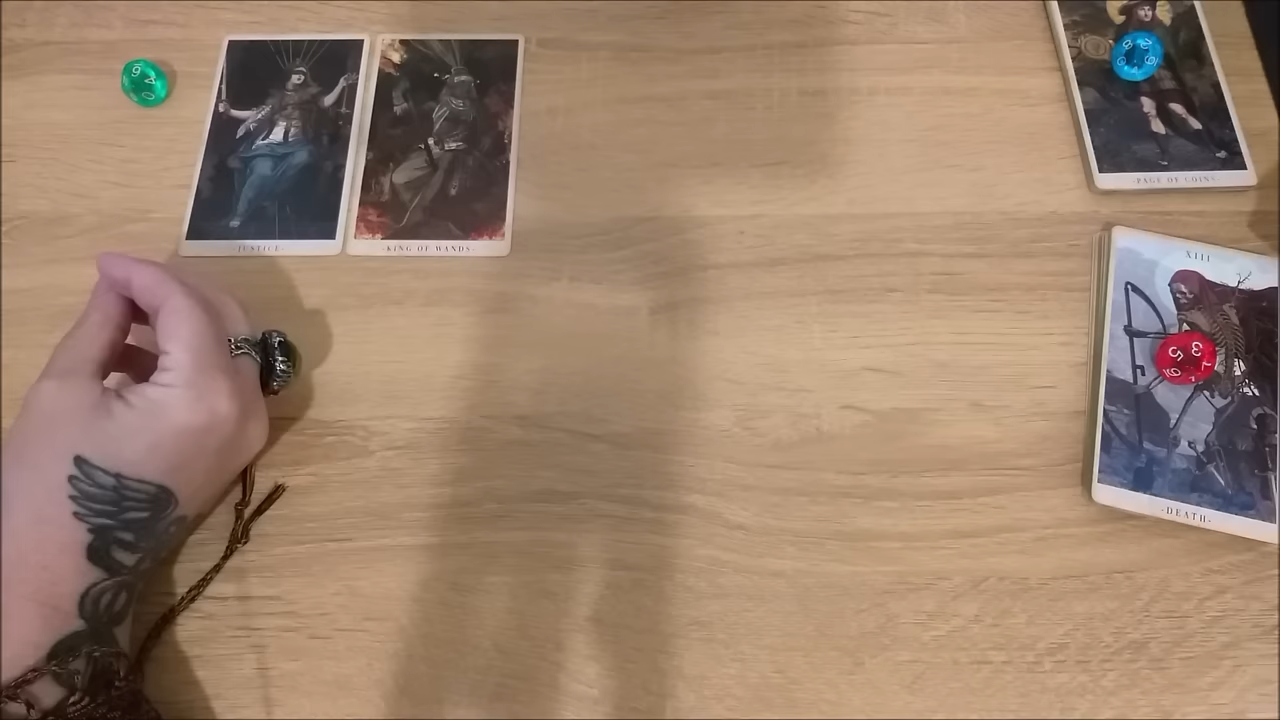 -JUSTICE-
-KING OF WANDS-
-PAGE OF COINS-
XIII
-DEATH-